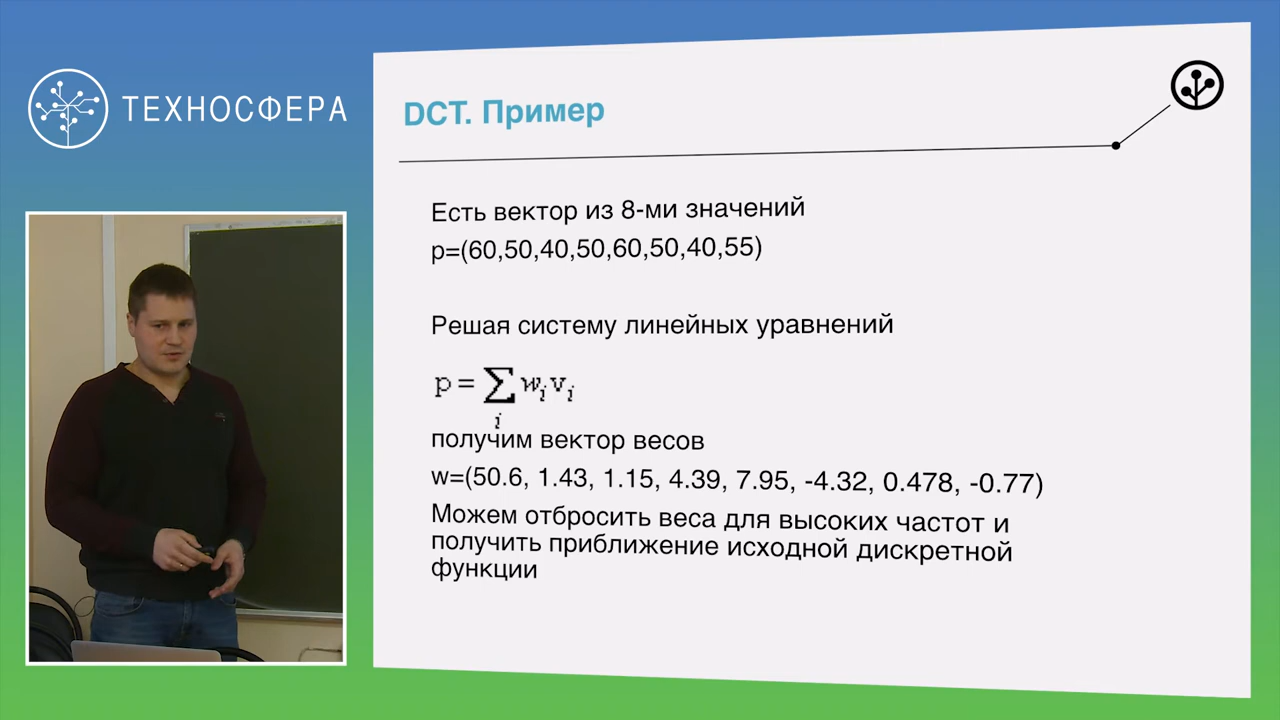 ТЕХНОСФЕРА
DCT. Пример
Есть вектор из 8-ми значений
p=(60,50,40,50,60,50,40,55)
Решая систему линейных уравнений
p = ∑ wᵢvᵢ
i
получим вектор весов
w=(50.6, 1.43, 1.15, 4.39, 7.95, -4.32, 0.478, -0.77)
Можем отбросить веса для высоких частот и
получить приближение исходной дискретной
функции